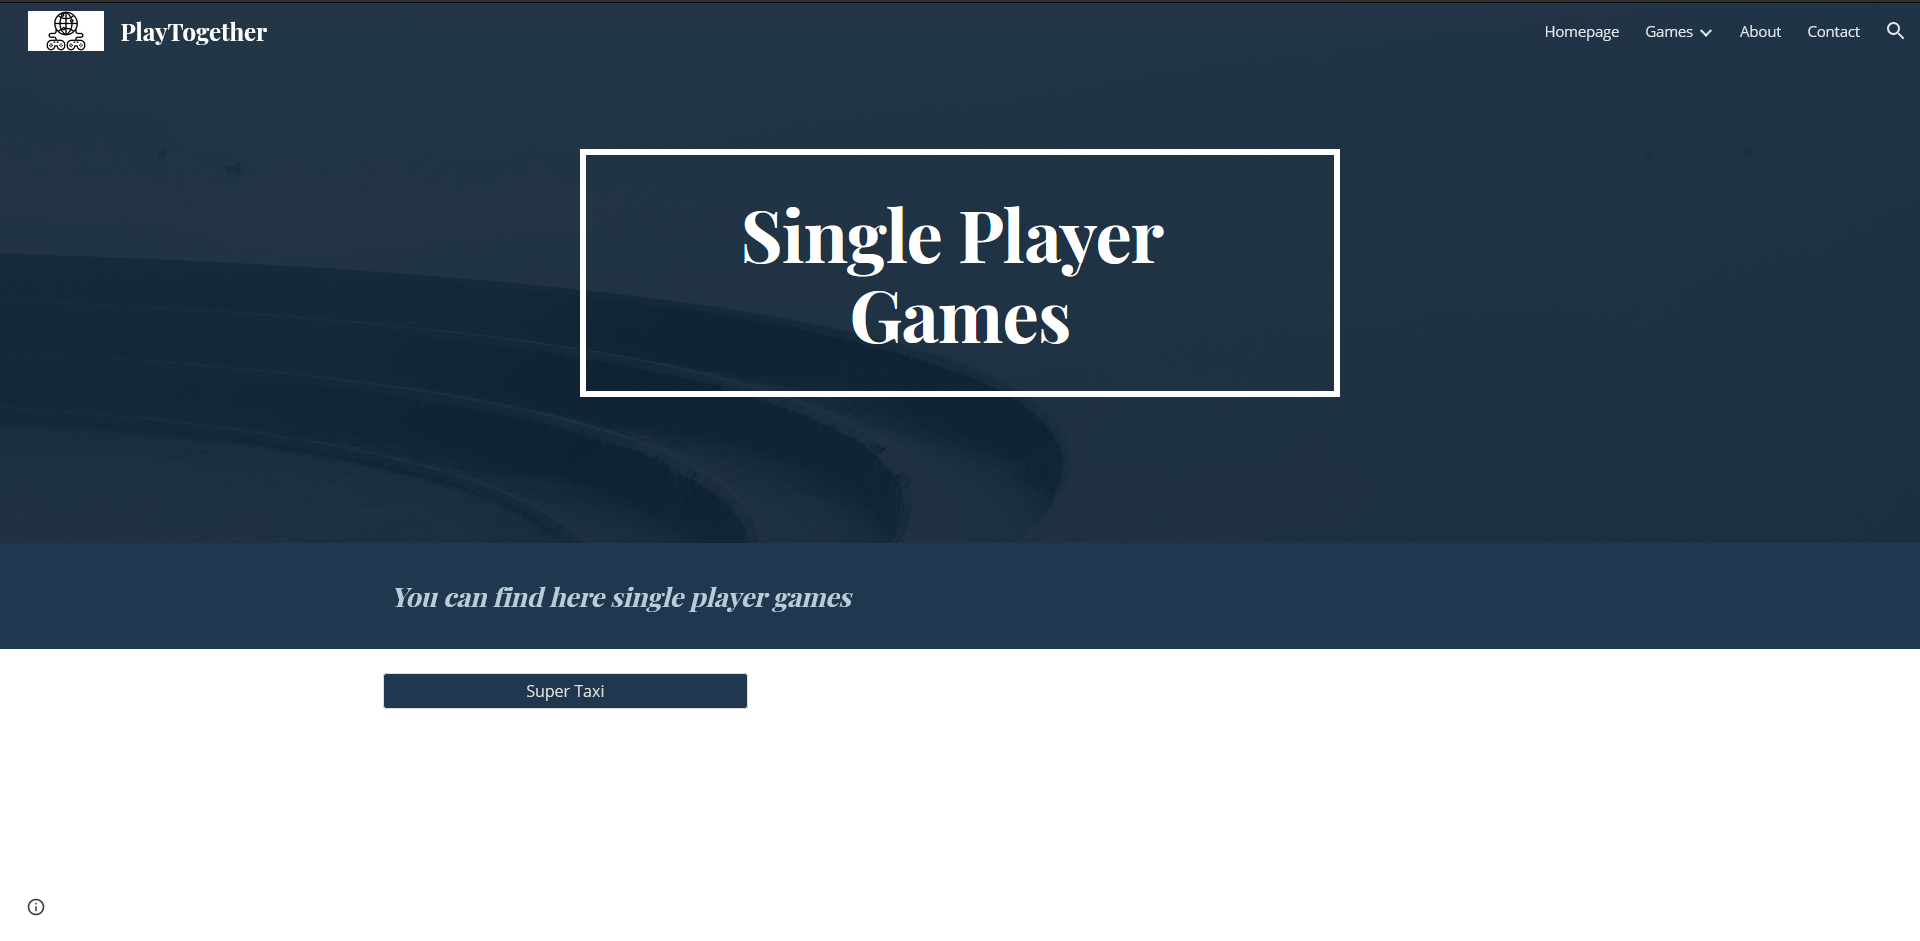 PlayTogether
Homepage Games About Contact
Single Player
Games
You can find here single player games
Super Taxi